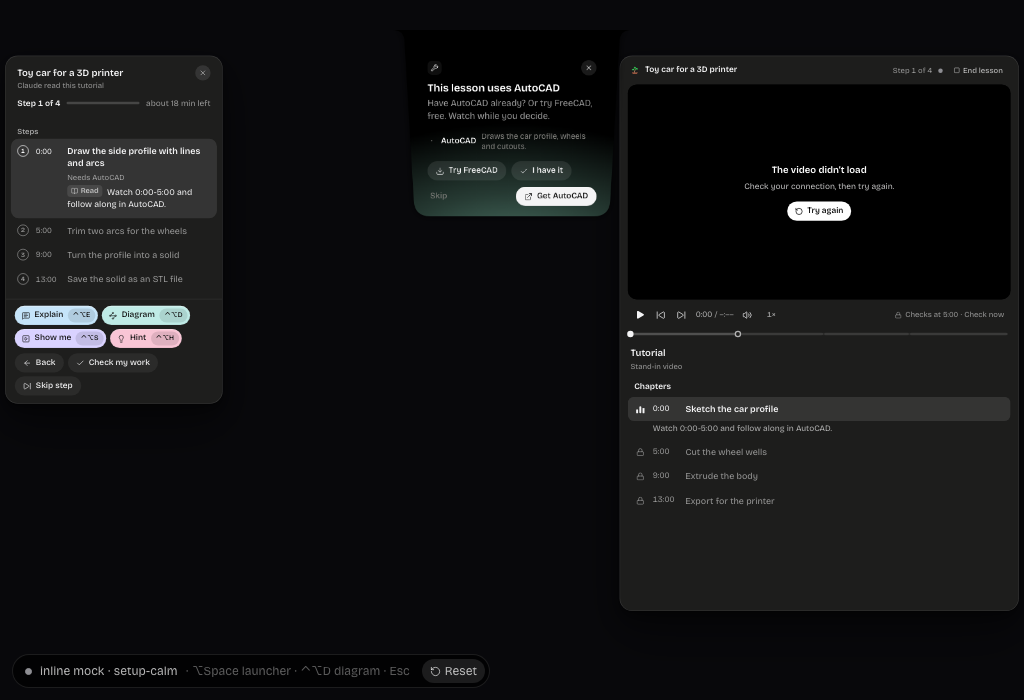 Toy car for a 3D printer
Claude read this tutorial
Step 1 of 4 about 18 min left
Steps
1 0:00 Draw the side profile with lines
and arcs
Needs AutoCAD
Read Watch 0:00-5:00 and
follow along in AutoCAD.
2 5:00 Trim two arcs for the wheels
3 9:00 Turn the profile into a solid
4 13:00 Save the solid as an STL file
Explain ⌃⌥E Diagram ⌃⌥D
Show me ⌃⌥S Hint ⌃⌥H
Back Check my work
Skip step
This lesson uses AutoCAD
Have AutoCAD already? Or try FreeCAD,
free. Watch while you decide.
· AutoCAD Draws the car profile, wheels
and cutouts.
Try FreeCAD I have it
Skip Get AutoCAD
Toy car for a 3D printer Step 1 of 4 End lesson
The video didn't load
Check your connection, then try again.
Try again
0:00 / –:–– 1× Checks at 5:00 · Check now
Tutorial
Stand-in video
Chapters
0:00 Sketch the car profile
Watch 0:00-5:00 and follow along in AutoCAD.
5:00 Cut the wheel wells
9:00 Extrude the body
13:00 Export for the printer
inline mock · setup-calm · ⌥Space launcher · ⌃⌥D diagram · Esc Reset